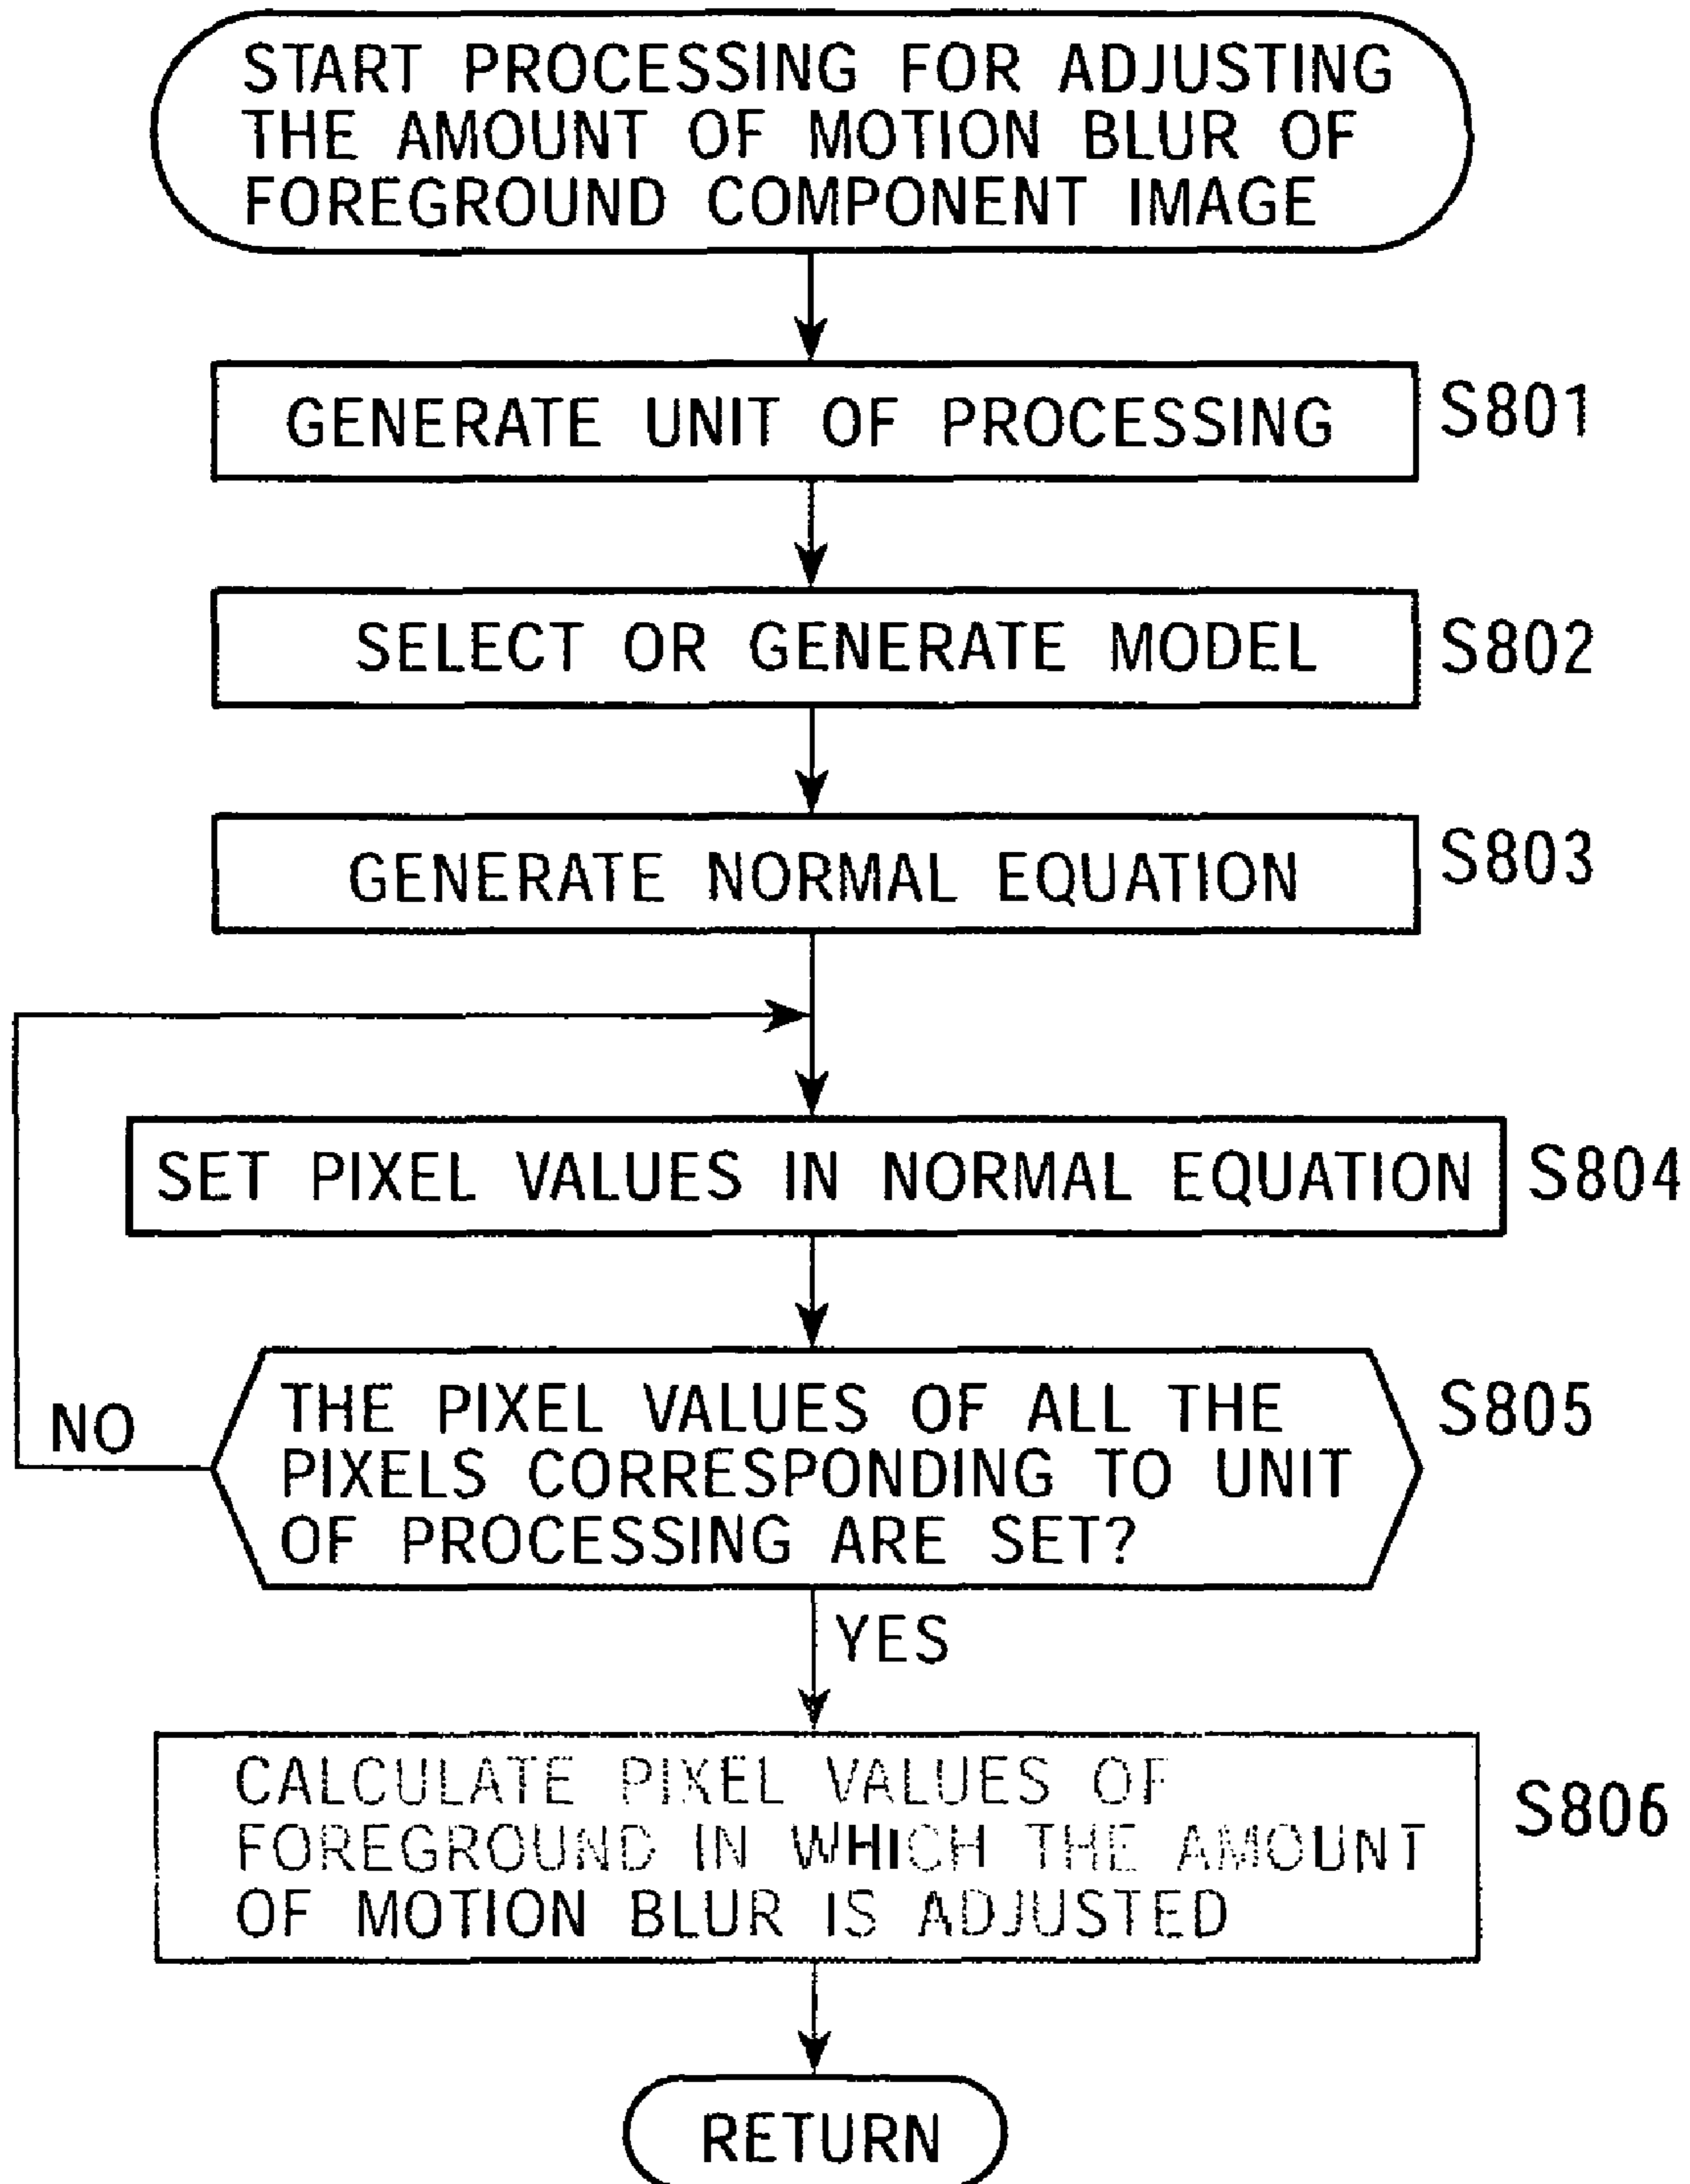 START PROCESSING FOR ADJUSTING
THE AMOUNT OF MOTION BLUR OF
FOREGROUND COMPONENT IMAGE
GENERATE UNIT OF PROCESSING
S801
SELECT OR GENERATE MODEL
S802
GENERATE NORMAL EQUATION
S803
SET PIXEL VALUES IN NORMAL EQUATION
S804
THE PIXEL VALUES OF ALL THE
PIXELS CORRESPONDING TO UNIT
OF PROCESSING ARE SET?
S805
NO
YES
CALCULATE PIXEL VALUES OF
FOREGROUND IN WHICH THE AMOUNT
OF MOTION BLUR IS ADJUSTED
S806
RETURN